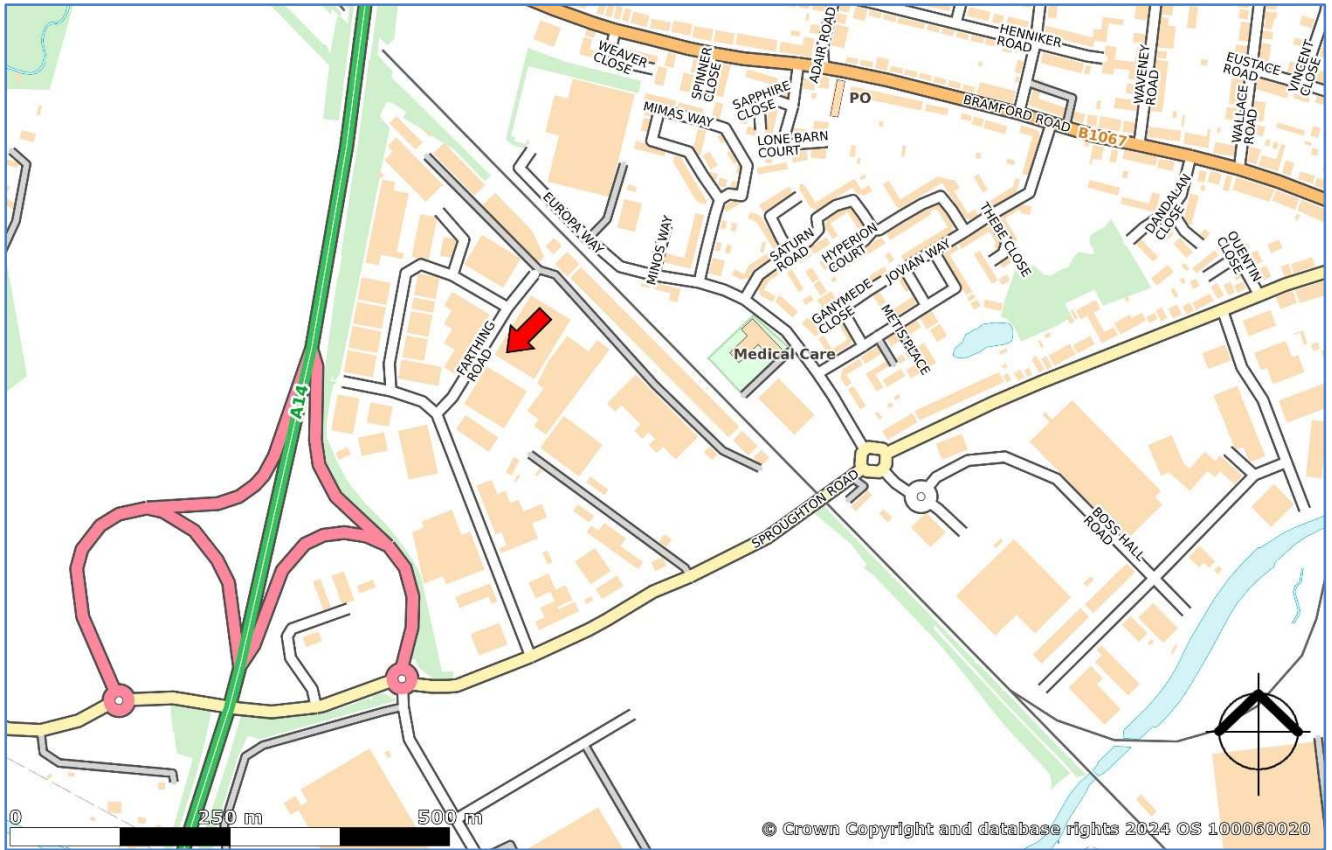 HENNIKER
ROAD
ADAIR ROAD
WEAVER
CLOSE
SPINNER
CLOSE
WAVENEY
ROAD
EUSTACE
ROAD
VINCENT
CLOSE
WALLACE
ROAD
SAPPHIRE
CLOSE
PO
MIMAS WAY
BRAMFORD ROAD
B1067
LONE BARN
COURT
DANDALAN
CLOSE
EUROPA WAY
MINOS WAY
SATURN
ROAD
HYPERION
COURT
THEBE CLOSE
JOVIAN WAY
QUENTIN
CLOSE
GANYMEDE
CLOSE
METIS PLACE
FARTHING
ROAD
Medical Care
A14
SPROUGHTON ROAD
BOSS HALL
ROAD
0 250 m 500 m
© Crown Copyright and database rights 2024 OS 100060020